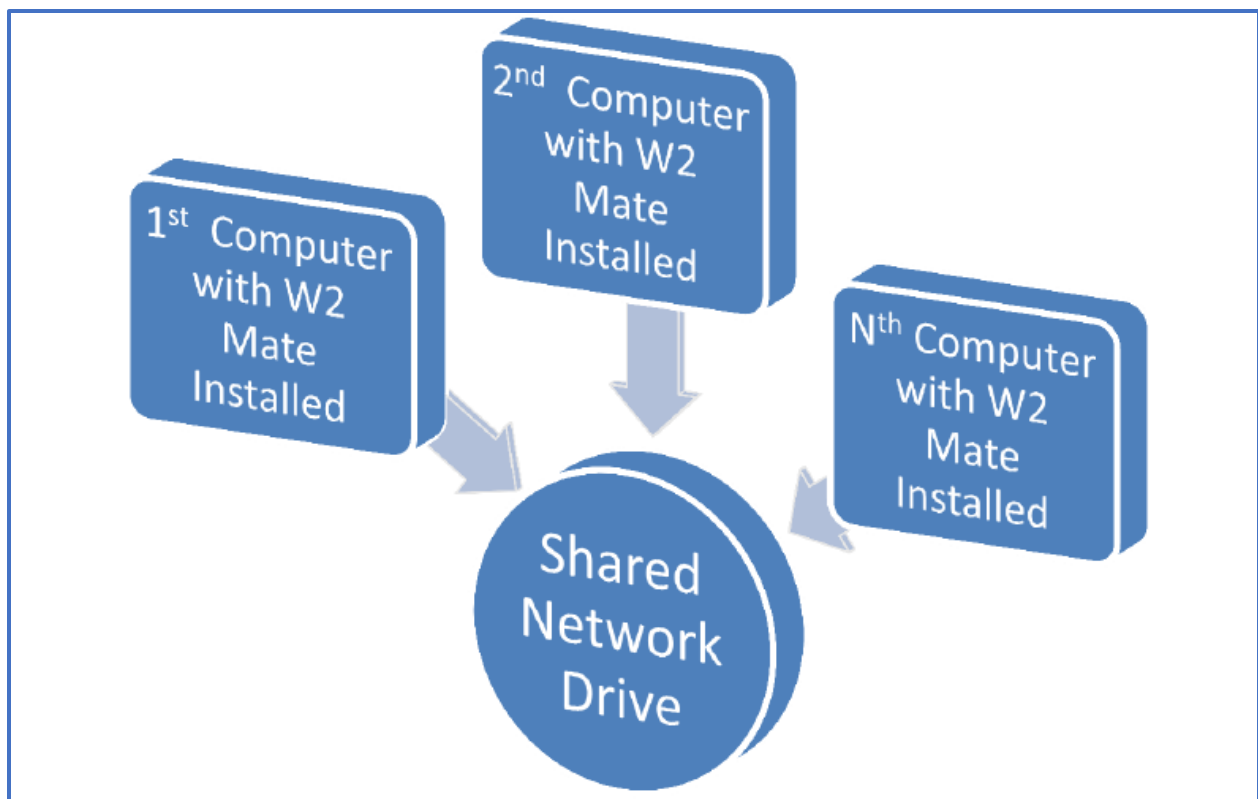 1st Computer
with W2
Mate
Installed
2nd Computer
with W2
Mate
Installed
Nth Computer
with W2
Mate
Installed
Shared
Network
Drive